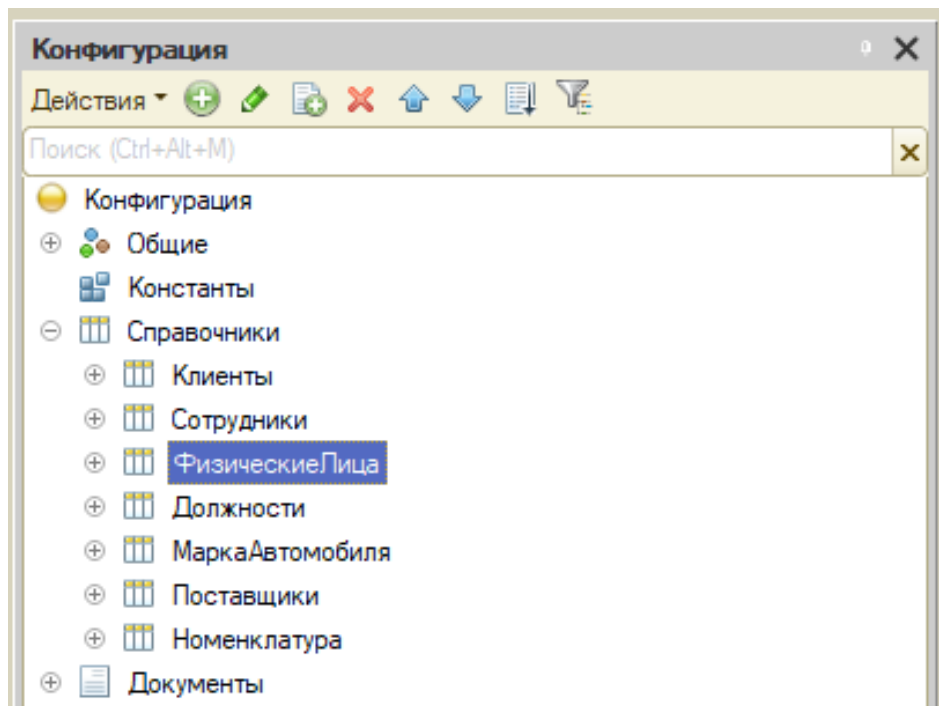 Конфигурация
Действия
Поиск (Ctrl+Alt+M)
Конфигурация
Общие
Константы
Справочники
Клиенты
Сотрудники
ФизическиеЛица
Должности
МаркаАвтомобиля
Поставщики
Номенклатура
Документы